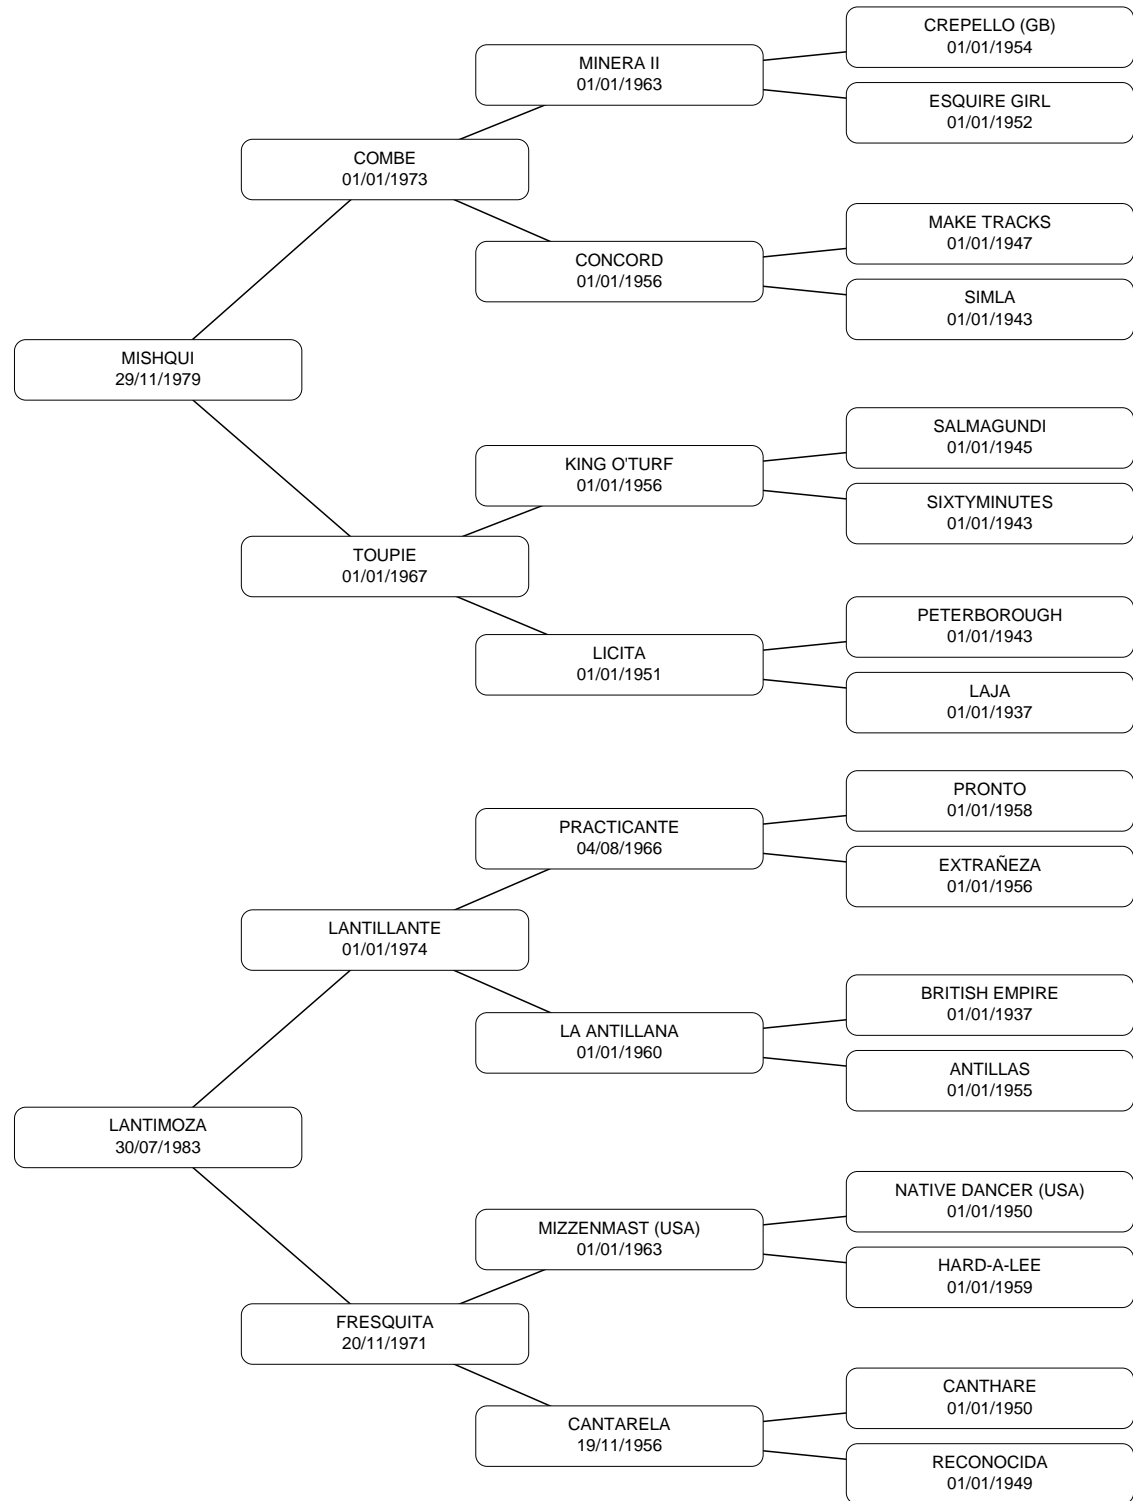 CREPELLO (GB)
01/01/1954
MINERA II
01/01/1963
ESQUIRE GIRL
01/01/1952
COMBE
01/01/1973
MAKE TRACKS
01/01/1947
CONCORD
01/01/1956
SIMLA
01/01/1943
MISHQUI
29/11/1979
SALMAGUNDI
01/01/1945
KING O'TURF
01/01/1956
SIXTYMINUTES
01/01/1943
TOUPIE
01/01/1967
PETERBOROUGH
01/01/1943
LICITA
01/01/1951
LAJA
01/01/1937
PRONTO
01/01/1958
PRACTICANTE
04/08/1966
EXTRAÑEZA
01/01/1956
LANTILLANTE
01/01/1974
BRITISH EMPIRE
01/01/1937
LA ANTILLANA
01/01/1960
ANTILLAS
01/01/1955
LANTIMOZA
30/07/1983
NATIVE DANCER (USA)
01/01/1950
MIZZENMAST (USA)
01/01/1963
HARD-A-LEE
01/01/1959
FRESQUITA
20/11/1971
CANTHARE
01/01/1950
CANTARELA
19/11/1956
RECONOCIDA
01/01/1949